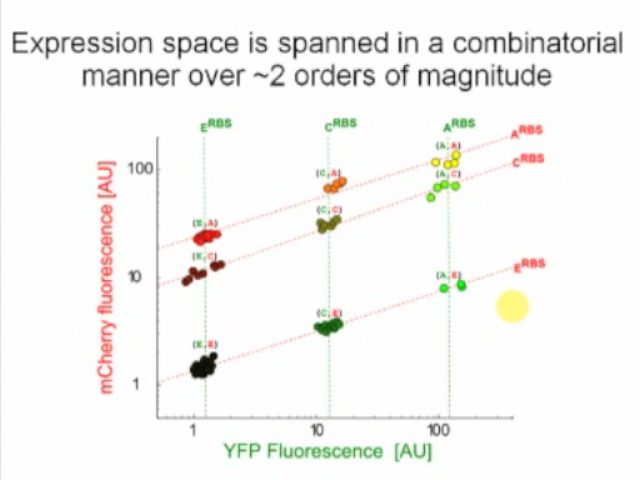 Expression space is spanned in a combinatorial
manner over ~2 orders of magnitude
E^RBS C^RBS A^RBS
A^RBS
(A, A)
C^RBS
100
(C, A)
(A, C)
(C, C)
(E, A)
(E, C)
E^RBS
10
(A, E)
(C, E)
(E, E)
1
mCherry fluorescence [AU]
1 10 100
YFP Fluorescence [AU]